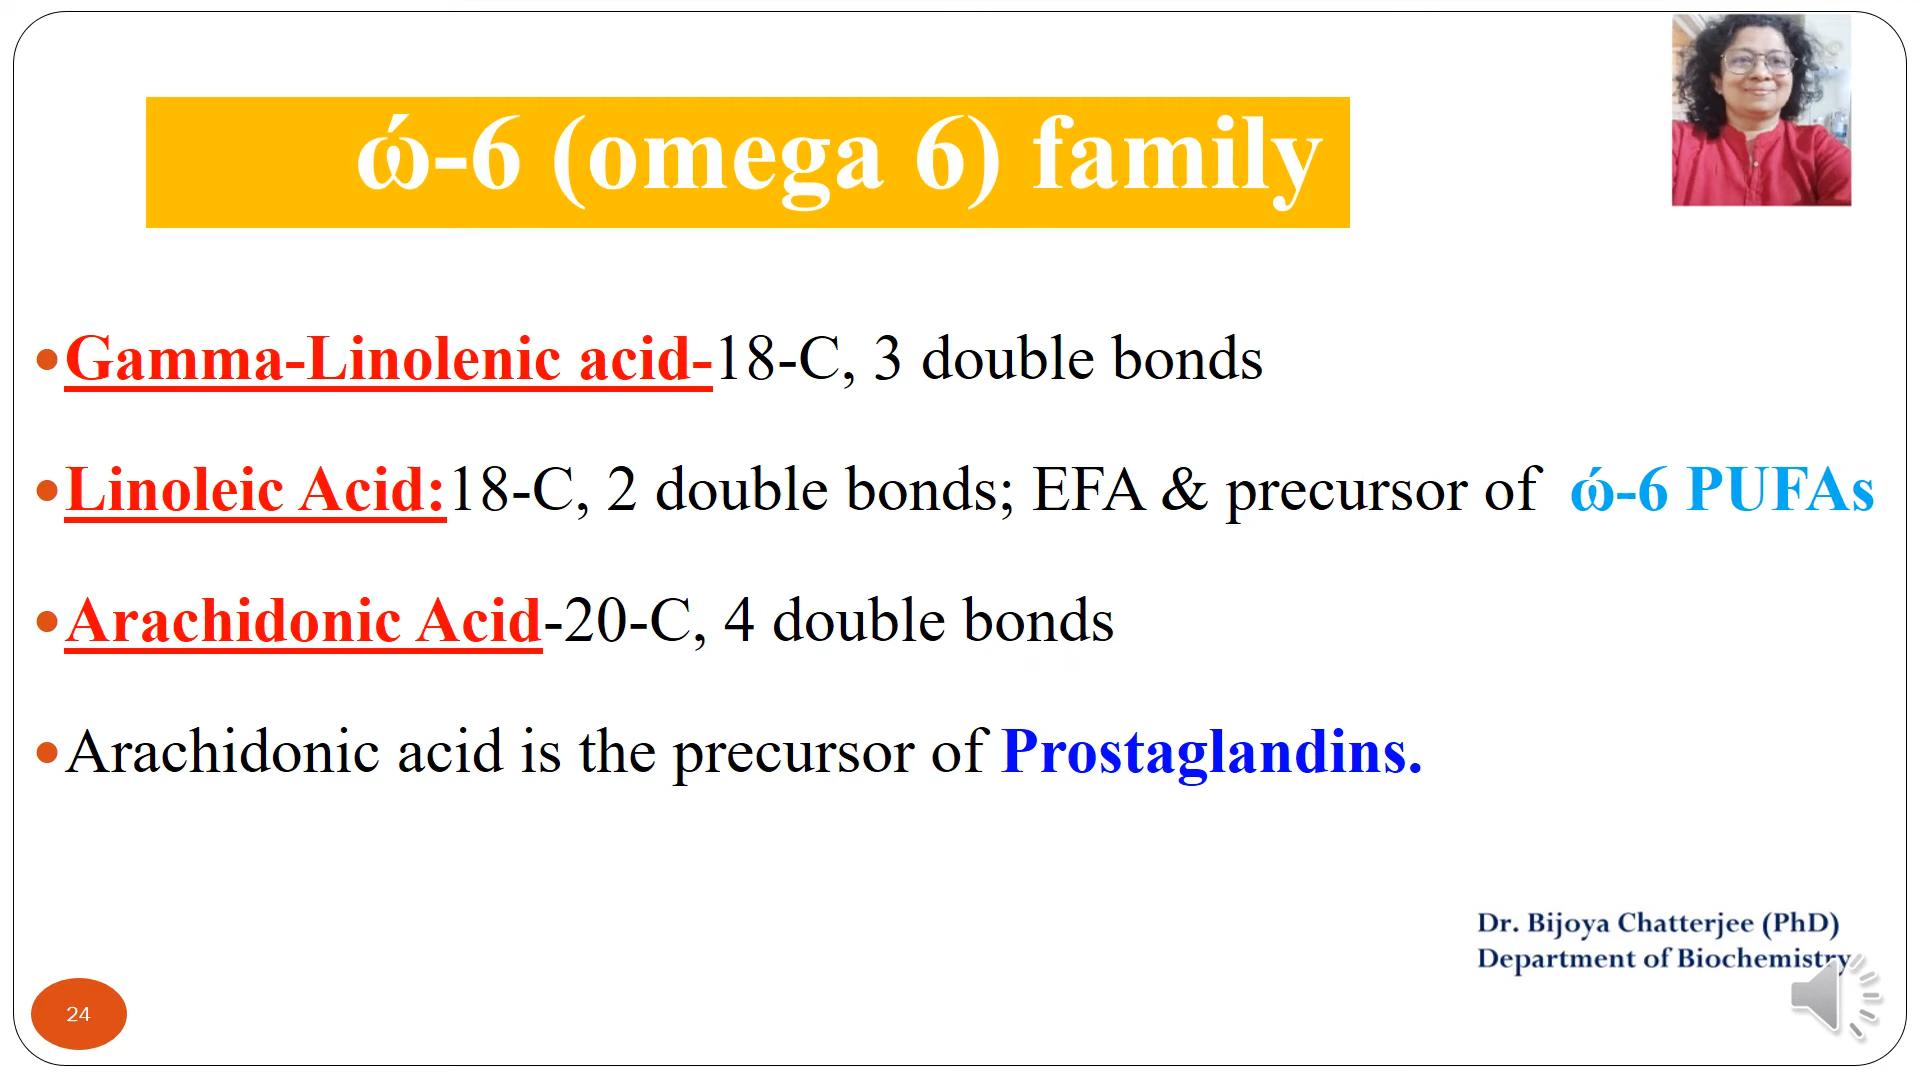 ώ-6 (omega 6) family
•Gamma-Linolenic acid-18-C, 3 double bonds
•Linoleic Acid:18-C, 2 double bonds; EFA & precursor of ώ-6 PUFAs
•Arachidonic Acid-20-C, 4 double bonds
•Arachidonic acid is the precursor of Prostaglandins.
Dr. Bijoya Chatterjee (PhD)
Department of Biochemistry
24